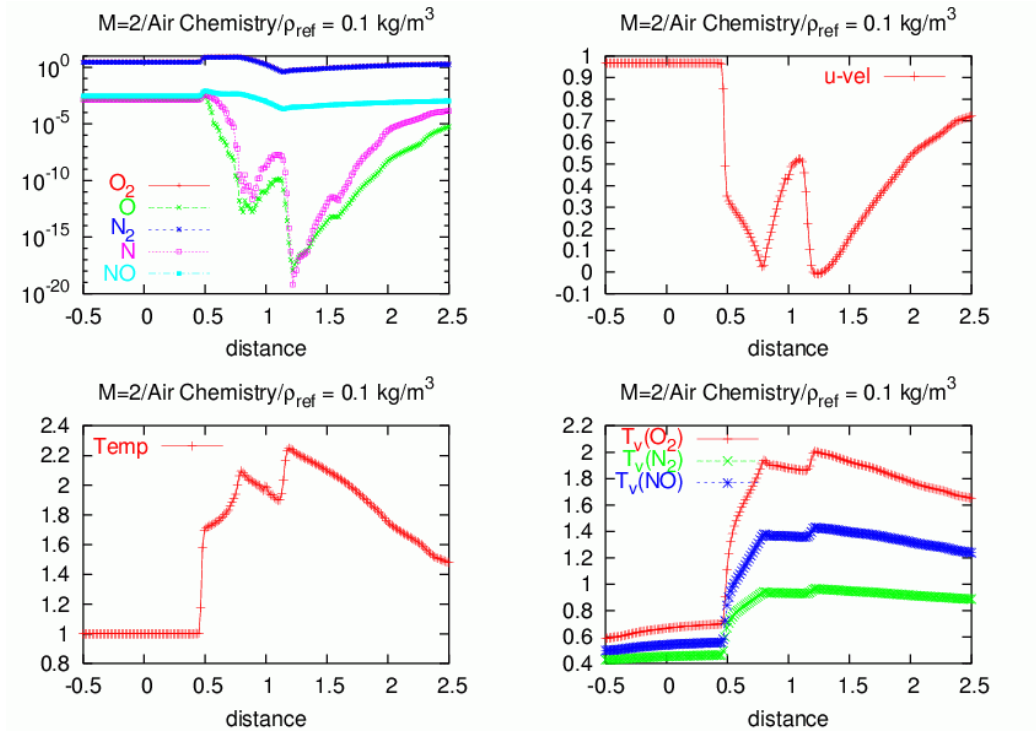 M=2/Air Chemistry/ρref = 0.1 kg/m3
10^0
10^-5
10^-10
10^-15
10^-20
O2
O
N2
N
NO
-0.5 0 0.5 1 1.5 2 2.5
distance
M=2/Air Chemistry/ρref = 0.1 kg/m3
1
0.9
0.8
0.7
0.6
0.5
0.4
0.3
0.2
0.1
0
-0.1
u-vel
-0.5 0 0.5 1 1.5 2 2.5
distance
M=2/Air Chemistry/ρref = 0.1 kg/m3
2.4
2.2
2
1.8
1.6
1.4
1.2
1
0.8
Temp
-0.5 0 0.5 1 1.5 2 2.5
distance
M=2/Air Chemistry/ρref = 0.1 kg/m3
2.2
2
1.8
1.6
1.4
1.2
1
0.8
0.6
0.4
Tv(O2)
Tv(N2)
Tv(NO)
-0.5 0 0.5 1 1.5 2 2.5
distance